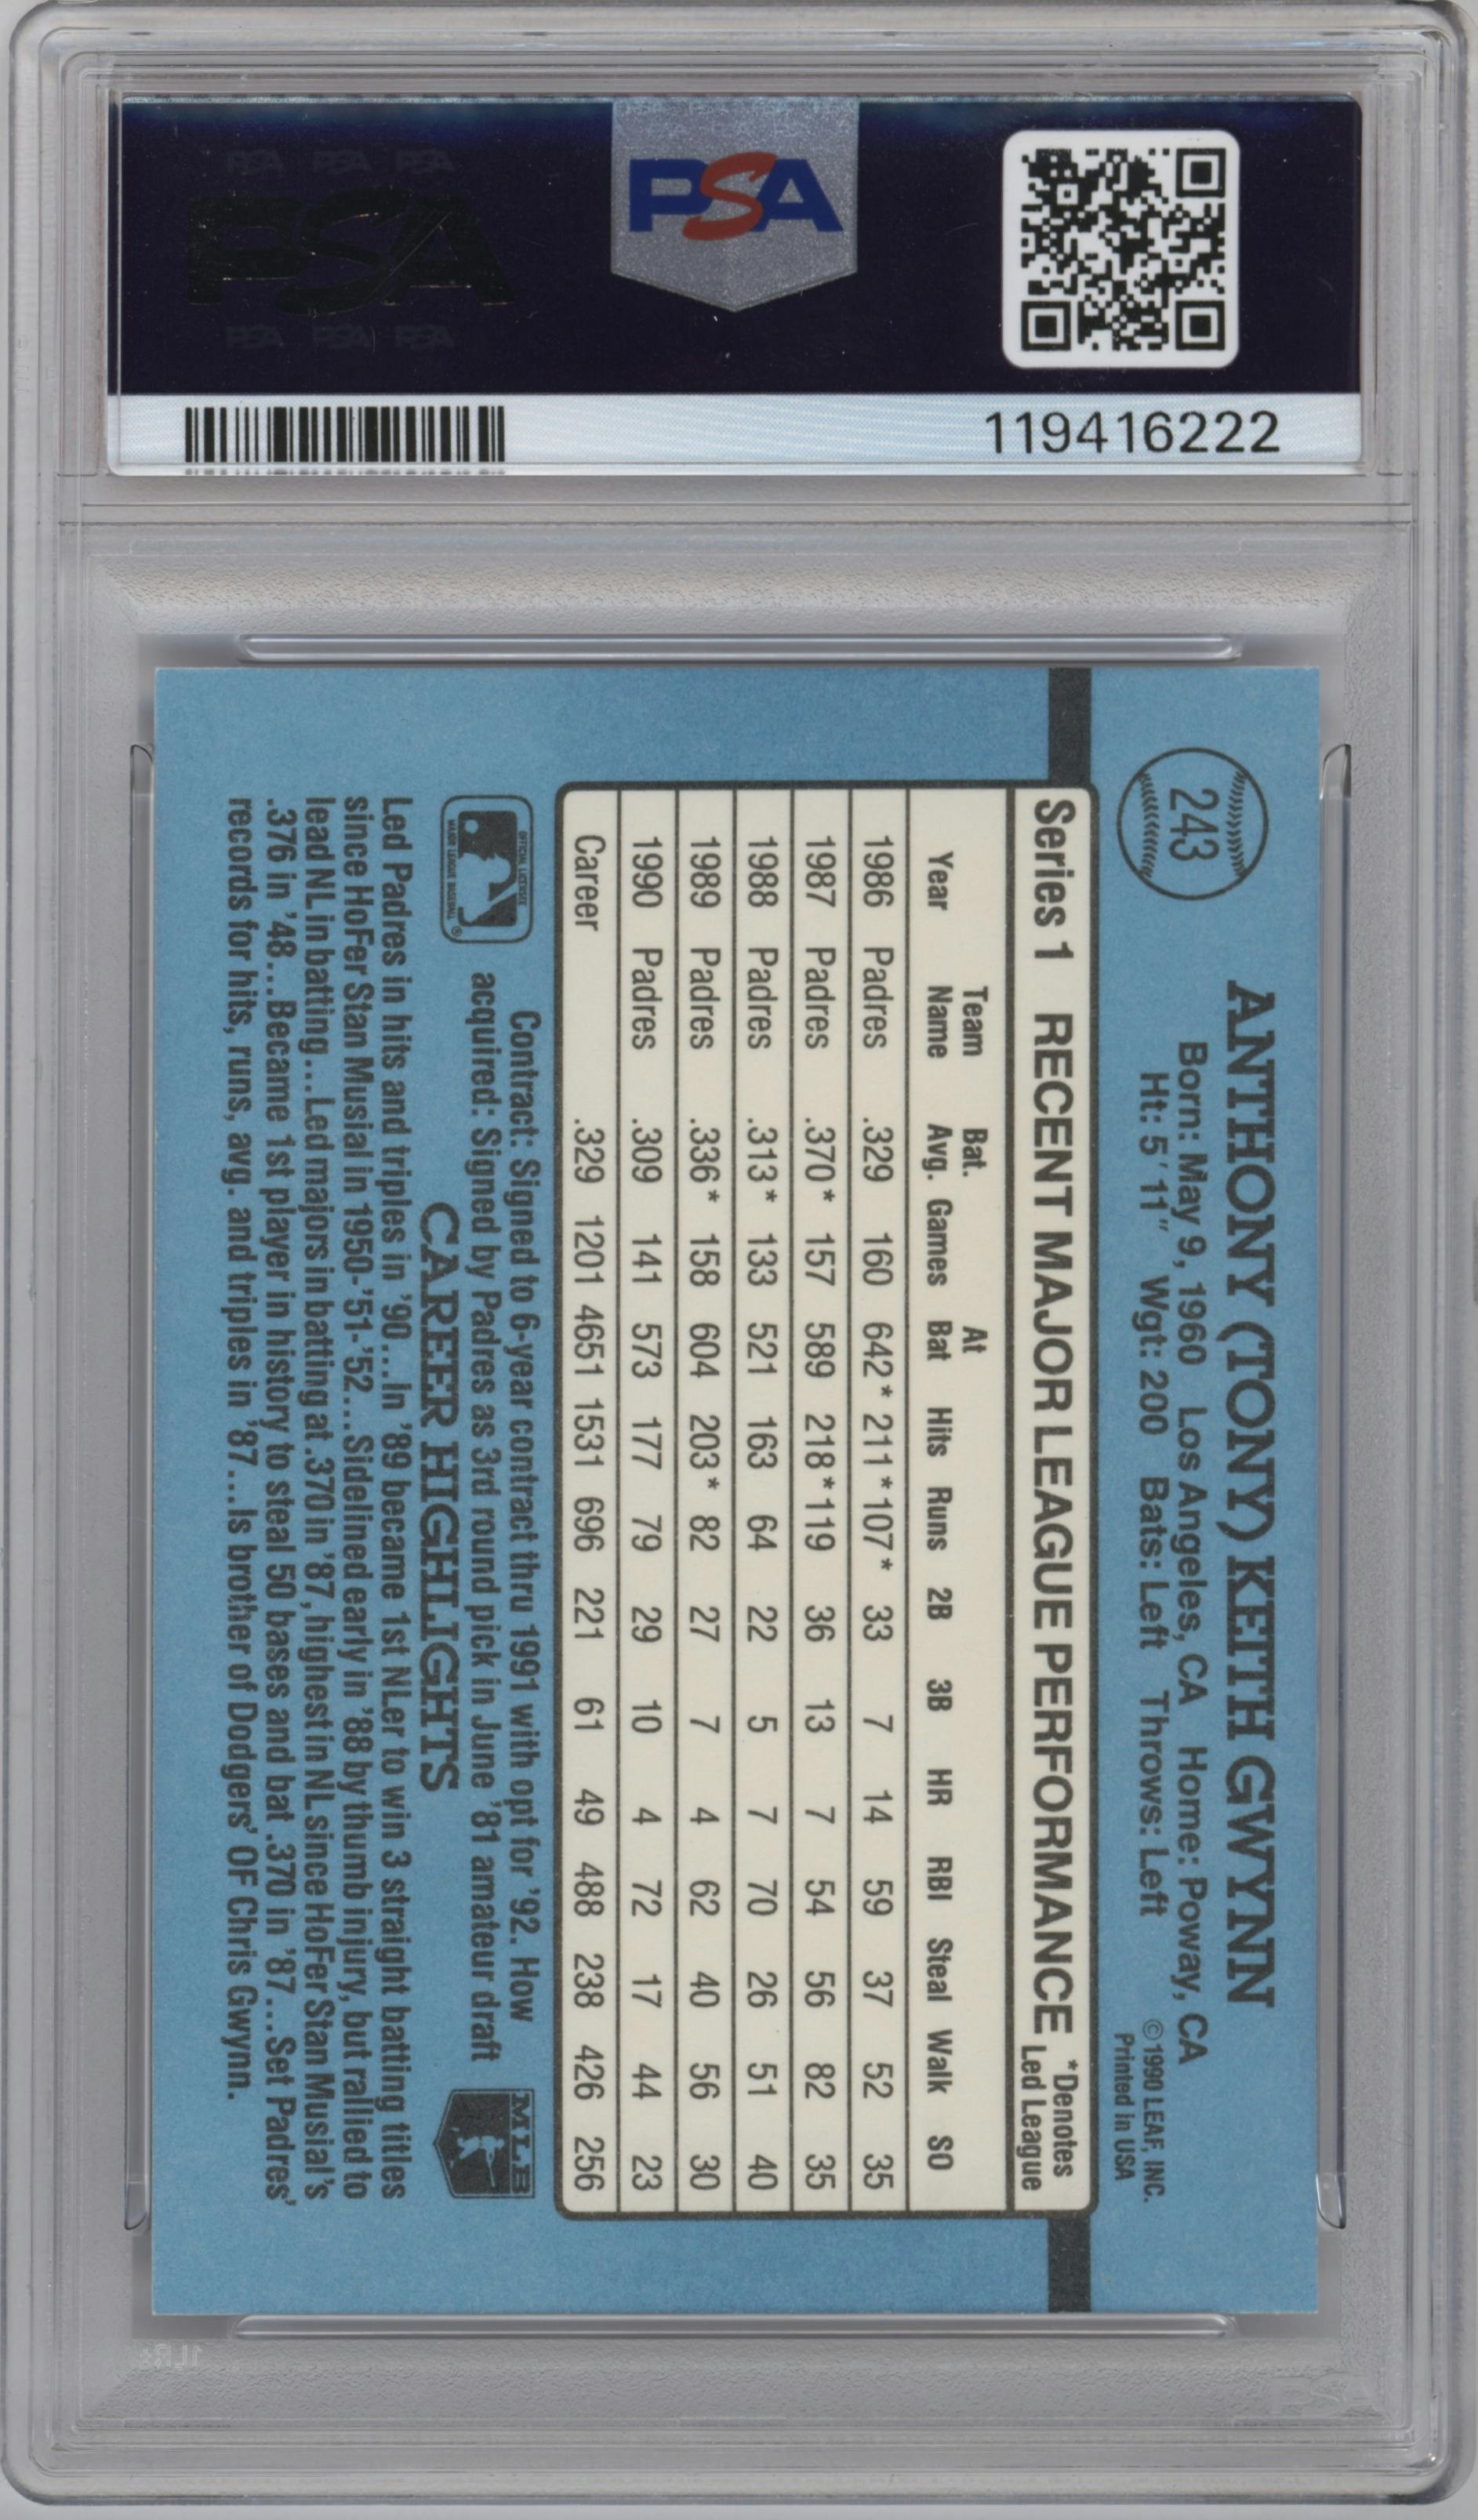 PSA PSA PSA
PSA
PSA PSA PSA
PSA
119416222
243
ANTHONY (TONY) KEITH GWYNN
Born: May 9, 1960 Los Angeles, CA Home: Poway, CA
Ht: 5' 11" Wgt: 200 Bats: Left Throws: Left
©1990 LEAF, INC.
Printed in USA
Series 1 RECENT MAJOR LEAGUE PERFORMANCE *Denotes Led League
Year Team Name Bat. Avg. Games At Bat Hits Runs 2B 3B HR RBI Steal Walk SO
1986 Padres .329 160 642* 211* 107* 33 7 14 59 37 52 35
1987 Padres .370* 157 589 218* 119 36 13 7 54 56 82 35
1988 Padres .313* 133 521 163 64 22 5 7 70 26 51 40
1989 Padres .336* 158 604 203* 82 27 7 4 62 40 56 30
1990 Padres .309 141 573 177 79 29 10 4 72 17 44 23
Career .329 1201 4651 1531 696 221 61 49 488 238 426 256
OFFICIAL LICENSEE
MAJOR LEAGUE BASEBALL®
Contract: Signed to 6-year contract thru 1991 with opt for '92. How
acquired: Signed by Padres as 3rd round pick in June '81 amateur draft
MLB
CAREER HIGHLIGHTS
Led Padres in hits and triples in '90...In '89 became 1st NLer to win 3 straight batting titles
since HoFer Stan Musial in 1950-'51-'52...Sidelined early in '88 by thumb injury, but rallied to
lead NL in batting...Led majors in batting at .370 in '87, highest in NL since HoFer Stan Musial's
.376 in '48...Became 1st player in history to steal 50 bases and bat .370 in '87...Set Padres'
records for hits, runs, avg. and triples in '87...Is brother of Dodgers' OF Chris Gwynn.